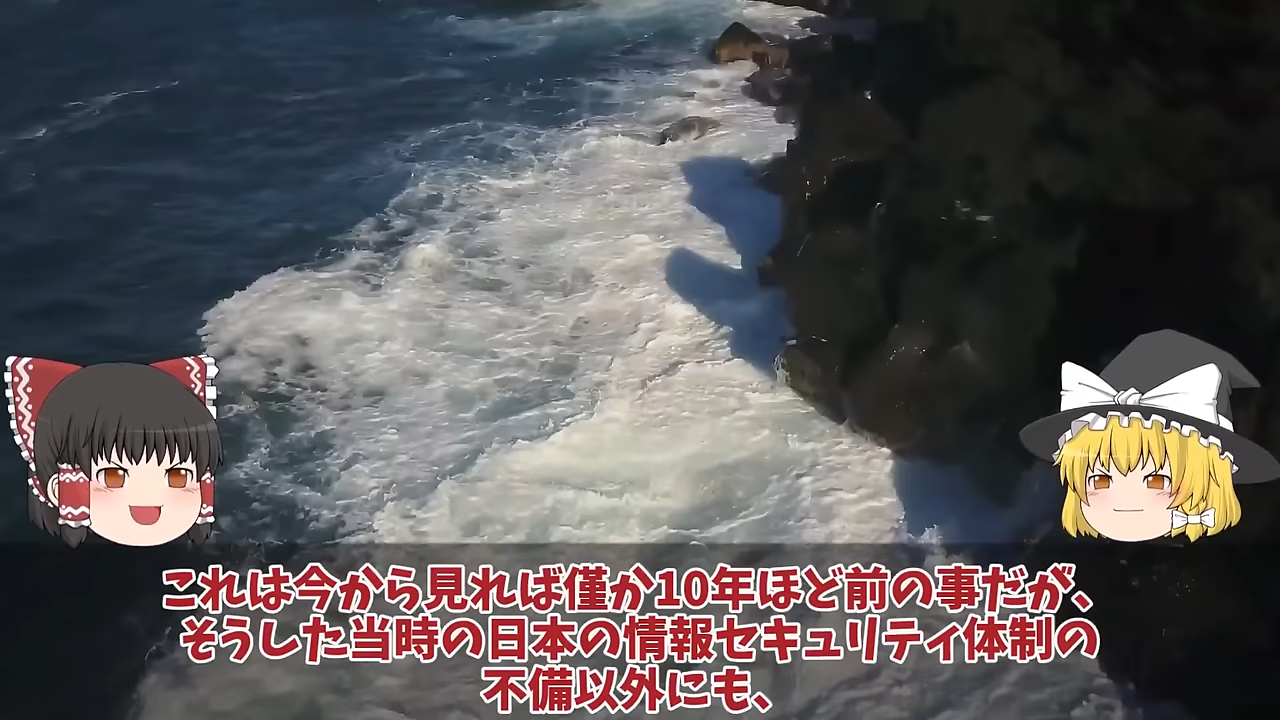 これは今から見れば僅か10年ほど前の事だが、
そうした当時の日本の情報セキュリティ体制の
不備以外にも、